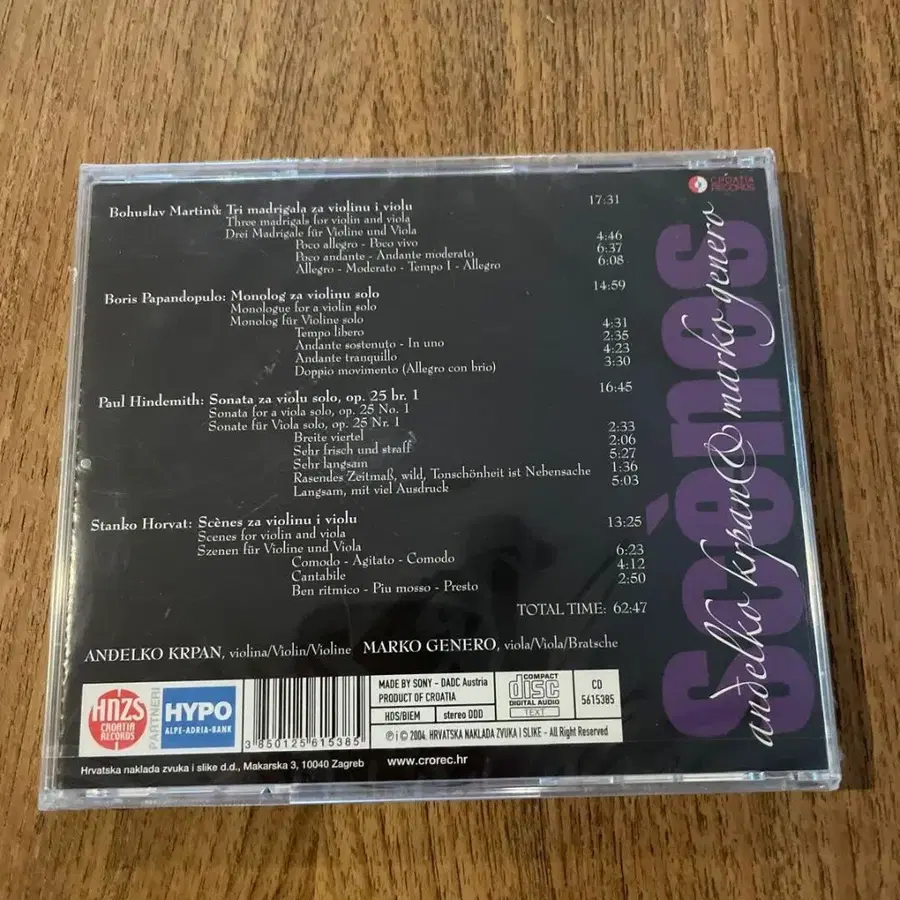 Bohuslav Martinů: Tri madrigala za violinu i violu 17:31
Three madrigals for violin and viola
Drei Madrigale für Violine und Viola
Poco allegro - Poco vivo 4:46
Poco andante - Andante moderato 6:37
Allegro - Moderato - Tempo I - Allegro 6:08
Boris Papandopulo: Monolog za violinu solo 14:59
Monologue for a violin solo
Monolog für Violine solo
Tempo libero 4:31
Andante sostenuto - In uno 2:35
Andante tranquillo 4:23
Doppio movimento (Allegro con brio) 3:30
Paul Hindemith: Sonata za violu solo, op. 25 br. 1 16:45
Sonata for a viola solo, op. 25 No. 1
Sonate für Viola solo, op. 25 Nr. 1
Breite viertel 2:33
Sehr frisch und straff 2:06
Sehr langsam 5:27
Rasendes Zeitmaß, wild, Tonschönheit ist Nebensache 1:36
Langsam, mit viel Ausdruck 5:03
Stanko Horvat: Scènes za violinu i violu 13:25
Scenes for violin and viola
Szenen für Violine und Viola
Comodo - Agitato - Comodo 6:23
Cantabile 4:12
Ben ritmico - Piu mosso - Presto 2:50
TOTAL TIME: 62:47
ANĐELKO KRPAN, violina/Violin/Violine MARKO GENERO, viola/Viola/Bratsche
CROATIA
RECORDS
scènes
anđelko krpan & marko genero
HNZS
CROATIA
RECORDS
PARTNERI
HYPO
ALPE-ADRIA-BANK
3 850125 615385
MADE BY SONY - DADC Austria
PRODUCT OF CROATIA
HDS/BIEM
stereo DDD
COMPACT
disc
DIGITAL AUDIO
TEXT
CD
5615385
℗ i © 2004. HRVATSKA NAKLADA ZVUKA I SLIKE - All Right Reserved
Hrvatska naklada zvuka i slike d.d., Makarska 3, 10040 Zagreb
www.crorec.hr